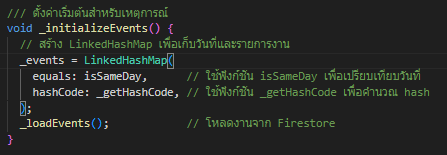 /// ตั้งค่าเริ่มต้นสำหรับเหตุการณ์
void _initializeEvents() {
// สร้าง LinkedHashMap เพื่อเก็บวันที่และรายการงาน
_events = LinkedHashMap(
equals: isSameDay, // ใช้ฟังก์ชัน isSameDay เพื่อเปรียบเทียบวันที่
hashCode: _getHashCode, // ใช้ฟังก์ชัน _getHashCode เพื่อคำนวณ hash
);
_loadEvents(); // โหลดงานจาก Firestore
}